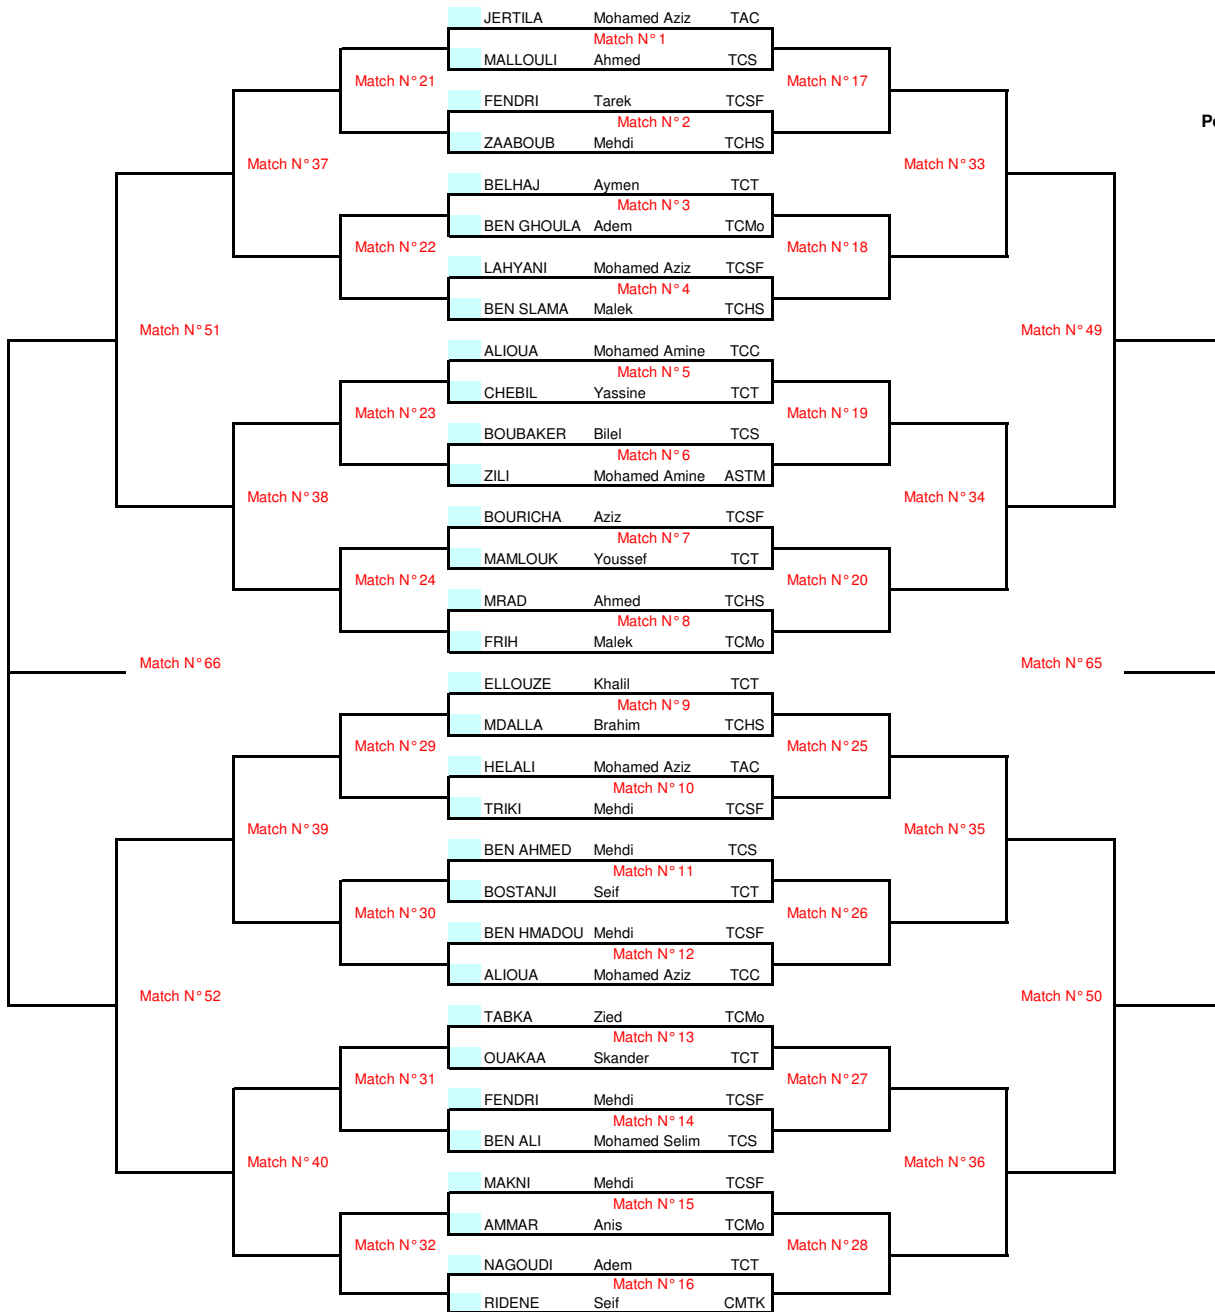 JERTILA Mohamed Aziz TAC
Match N°1
MALLOULI Ahmed TCS
Match N°21 Match N°17
FENDRI Tarek TCSF
Match N°2
ZAABOUB Mehdi TCHS
Match N°37 Match N°33
BELHAJ Aymen TCT
Match N°3
BEN GHOULA Adem TCMo
Match N°22 Match N°18
LAHYANI Mohamed Aziz TCSF
Match N°4
BEN SLAMA Malek TCHS
Match N°51 Match N°49
ALIOUA Mohamed Amine TCC
Match N°5
CHEBIL Yassine TCT
Match N°23 Match N°19
BOUBAKER Bilel TCS
Match N°6
ZILI Mohamed Amine ASTM
Match N°38 Match N°34
BOURICHA Aziz TCSF
Match N°7
MAMLOUK Youssef TCT
Match N°24 Match N°20
MRAD Ahmed TCHS
Match N°8
FRIH Malek TCMo
Match N°66 Match N°65
ELLOUZE Khalil TCT
Match N°9
MDALLA Brahim TCHS
Match N°29 Match N°25
HELALI Mohamed Aziz TAC
Match N°10
TRIKI Mehdi TCSF
Match N°39 Match N°35
BEN AHMED Mehdi TCS
Match N°11
BOSTANJI Seif TCT
Match N°30 Match N°26
BEN HMADOU Mehdi TCSF
Match N°12
ALIOUA Mohamed Aziz TCC
Match N°52 Match N°50
TABKA Zied TCMo
Match N°13
OUAKAA Skander TCT
Match N°31 Match N°27
FENDRI Mehdi TCSF
Match N°14
BEN ALI Mohamed Selim TCS
Match N°40 Match N°36
MAKNI Mehdi TCSF
Match N°15
AMMAR Anis TCMo
Match N°32 Match N°28
NAGOUDI Adem TCT
Match N°16
RIDENE Seif CMTK